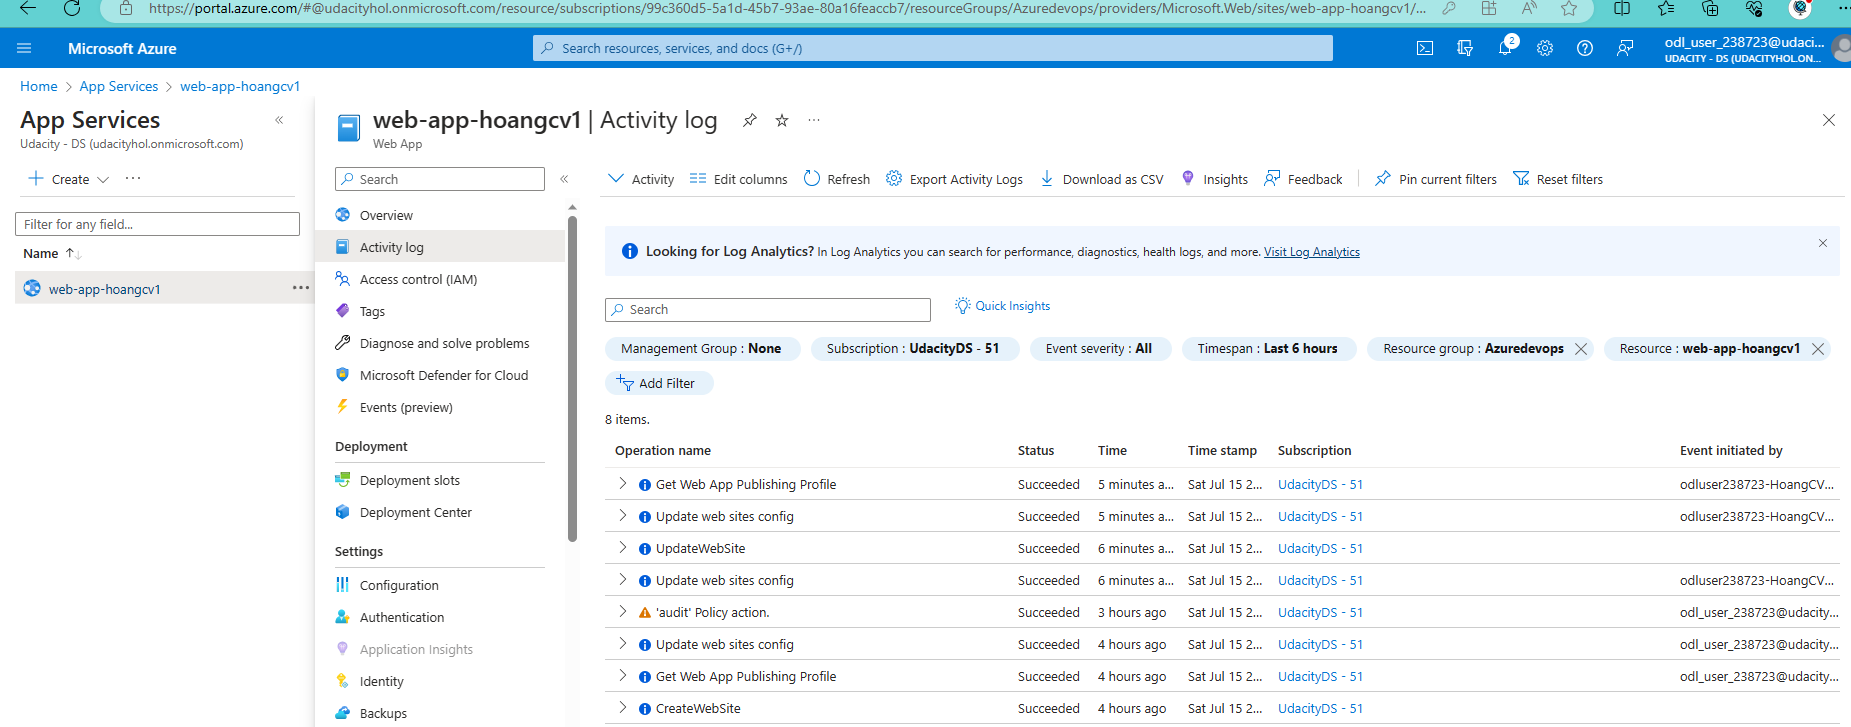 https://portal.azure.com/#@udacityhol.onmicrosoft.com/resource/subscriptions/99c360d5-5a1d-45b7-93ae-80a16feaccb7/resourceGroups/Azuredevops/providers/Microsoft.Web/sites/web-app-hoangcv1/...
Microsoft Azure
Search resources, services, and docs (G+/)
2
odl_user_238723@udaci...
UDACITY - DS (UDACITYHOL.ON...
Home > App Services > web-app-hoangcv1
App Services
Udacity - DS (udacityhol.onmicrosoft.com)
Create
Filter for any field...
Name
web-app-hoangcv1
web-app-hoangcv1 | Activity log
Web App
Search
Overview
Activity log
Access control (IAM)
Tags
Diagnose and solve problems
Microsoft Defender for Cloud
Events (preview)
Deployment
Deployment slots
Deployment Center
Settings
Configuration
Authentication
Application Insights
Identity
Backups
Activity Edit columns Refresh Export Activity Logs Download as CSV Insights Feedback Pin current filters Reset filters
Looking for Log Analytics? In Log Analytics you can search for performance, diagnostics, health logs, and more. Visit Log Analytics
Search
Quick Insights
Management Group : None Subscription : UdacityDS - 51 Event severity : All Timespan : Last 6 hours Resource group : Azuredevops Resource : web-app-hoangcv1
Add Filter
8 items.
Operation name Status Time Time stamp Subscription Event initiated by
Get Web App Publishing Profile Succeeded 5 minutes a... Sat Jul 15 2... UdacityDS - 51 odluser238723-HoangCV...
Update web sites config Succeeded 5 minutes a... Sat Jul 15 2... UdacityDS - 51 odluser238723-HoangCV...
UpdateWebSite Succeeded 6 minutes a... Sat Jul 15 2... UdacityDS - 51
Update web sites config Succeeded 6 minutes a... Sat Jul 15 2... UdacityDS - 51 odluser238723-HoangCV...
'audit' Policy action. Succeeded 3 hours ago Sat Jul 15 2... UdacityDS - 51 odl_user_238723@udacity...
Update web sites config Succeeded 4 hours ago Sat Jul 15 2... UdacityDS - 51 odl_user_238723@udacity...
Get Web App Publishing Profile Succeeded 4 hours ago Sat Jul 15 2... UdacityDS - 51 odl_user_238723@udacity...
CreateWebSite Succeeded 4 hours ago Sat Jul 15 2... UdacityDS - 51